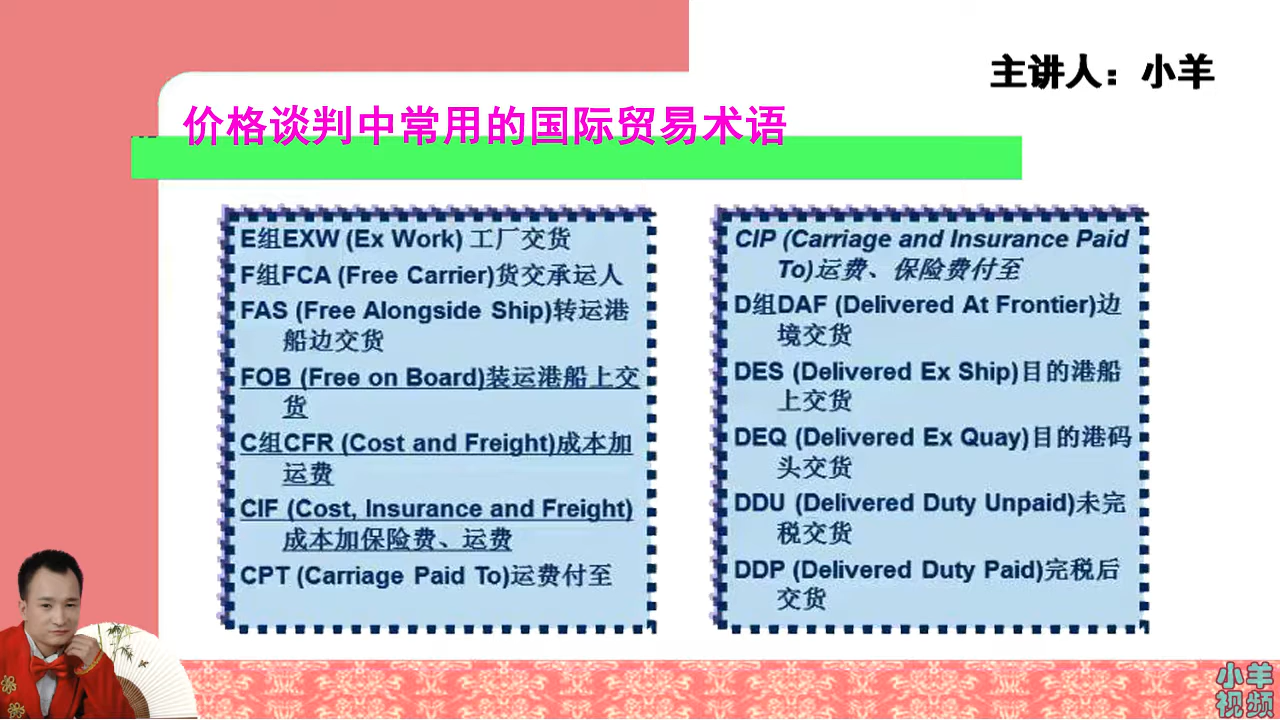 主讲人：小羊
价格谈判中常用的国际贸易术语
E组EXW (Ex Work) 工厂交货
F组FCA (Free Carrier)货交承运人
FAS (Free Alongside Ship)转运港
船边交货
FOB (Free on Board)装运港船上交
货
C组CFR (Cost and Freight)成本加
运费
CIF (Cost, Insurance and Freight)
成本加保险费、运费
CPT (Carriage Paid To)运费付至
CIP (Carriage and Insurance Paid
To)运费、保险费付至
D组DAF (Delivered At Frontier)边
境交货
DES (Delivered Ex Ship)目的港船
上交货
DEQ (Delivered Ex Quay)目的港码
头交货
DDU (Delivered Duty Unpaid)未完
税交货
DDP (Delivered Duty Paid)完税后
交货
小羊
视频